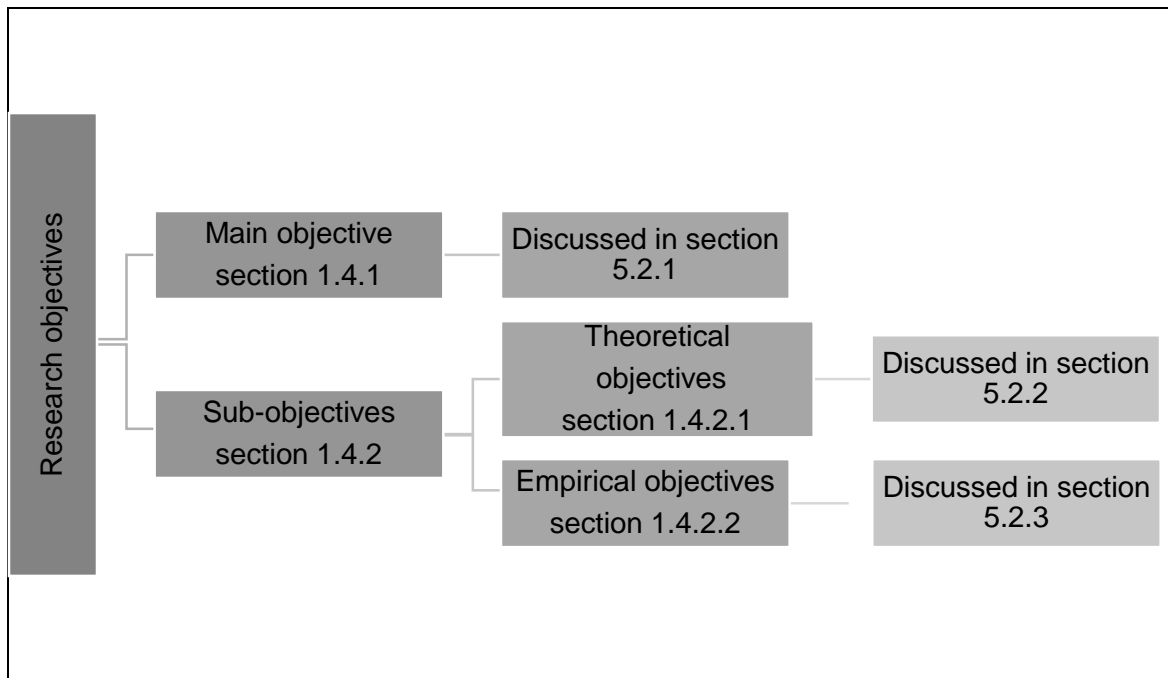 Research objectives
Main objective
section 1.4.1
Discussed in section
5.2.1
Sub-objectives
section 1.4.2
Theoretical
objectives
section 1.4.2.1
Discussed in section
5.2.2
Empirical objectives
section 1.4.2.2
Discussed in section
5.2.3